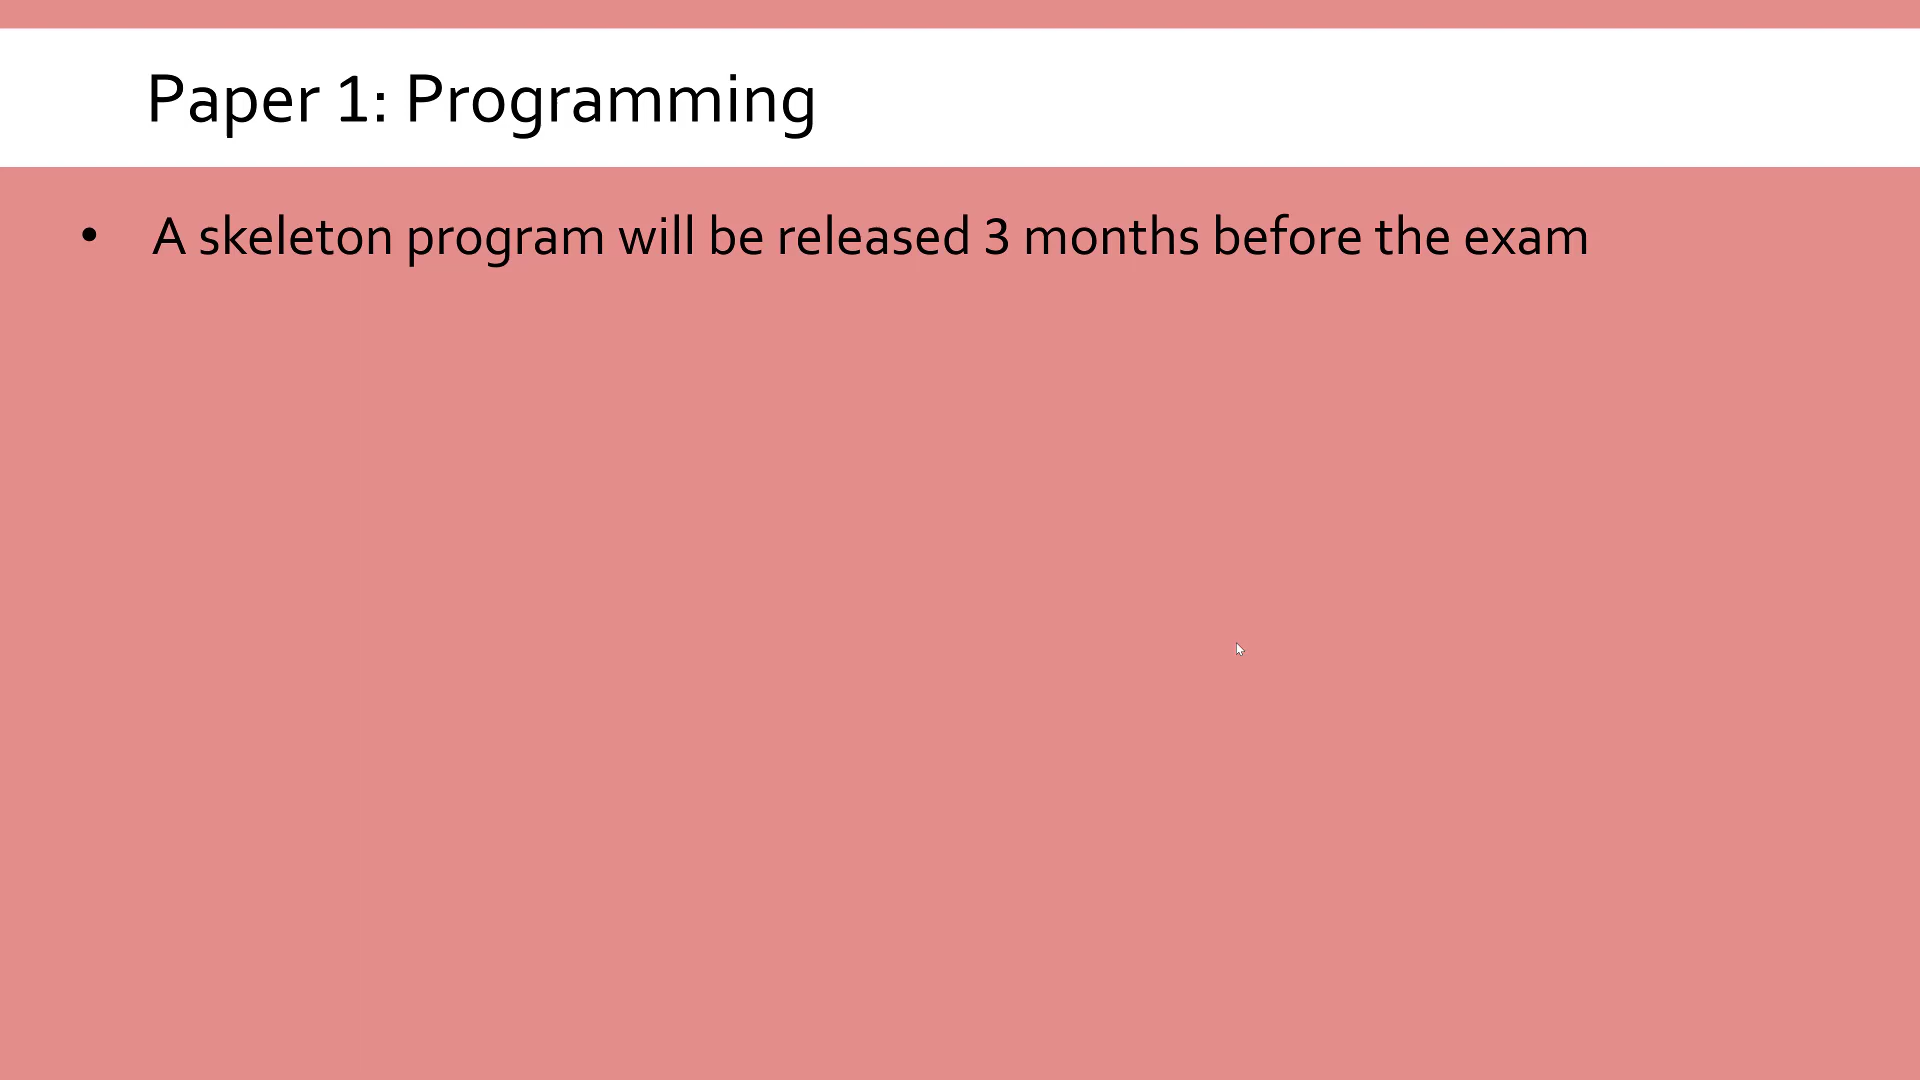 Paper 1: Programming
• A skeleton program will be released 3 months before the exam